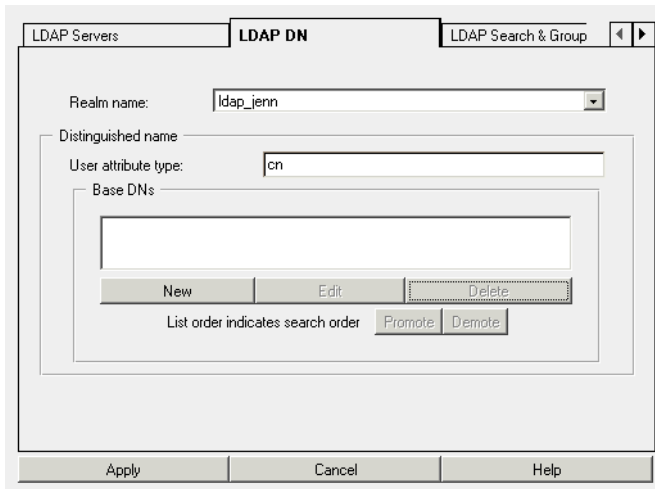 LDAP Servers LDAP DN LDAP Search & Group
Realm name: ldap_jenn
Distinguished name
User attribute type: cn
Base DNs
New Edit Delete
List order indicates search order Promote Demote
Apply Cancel Help